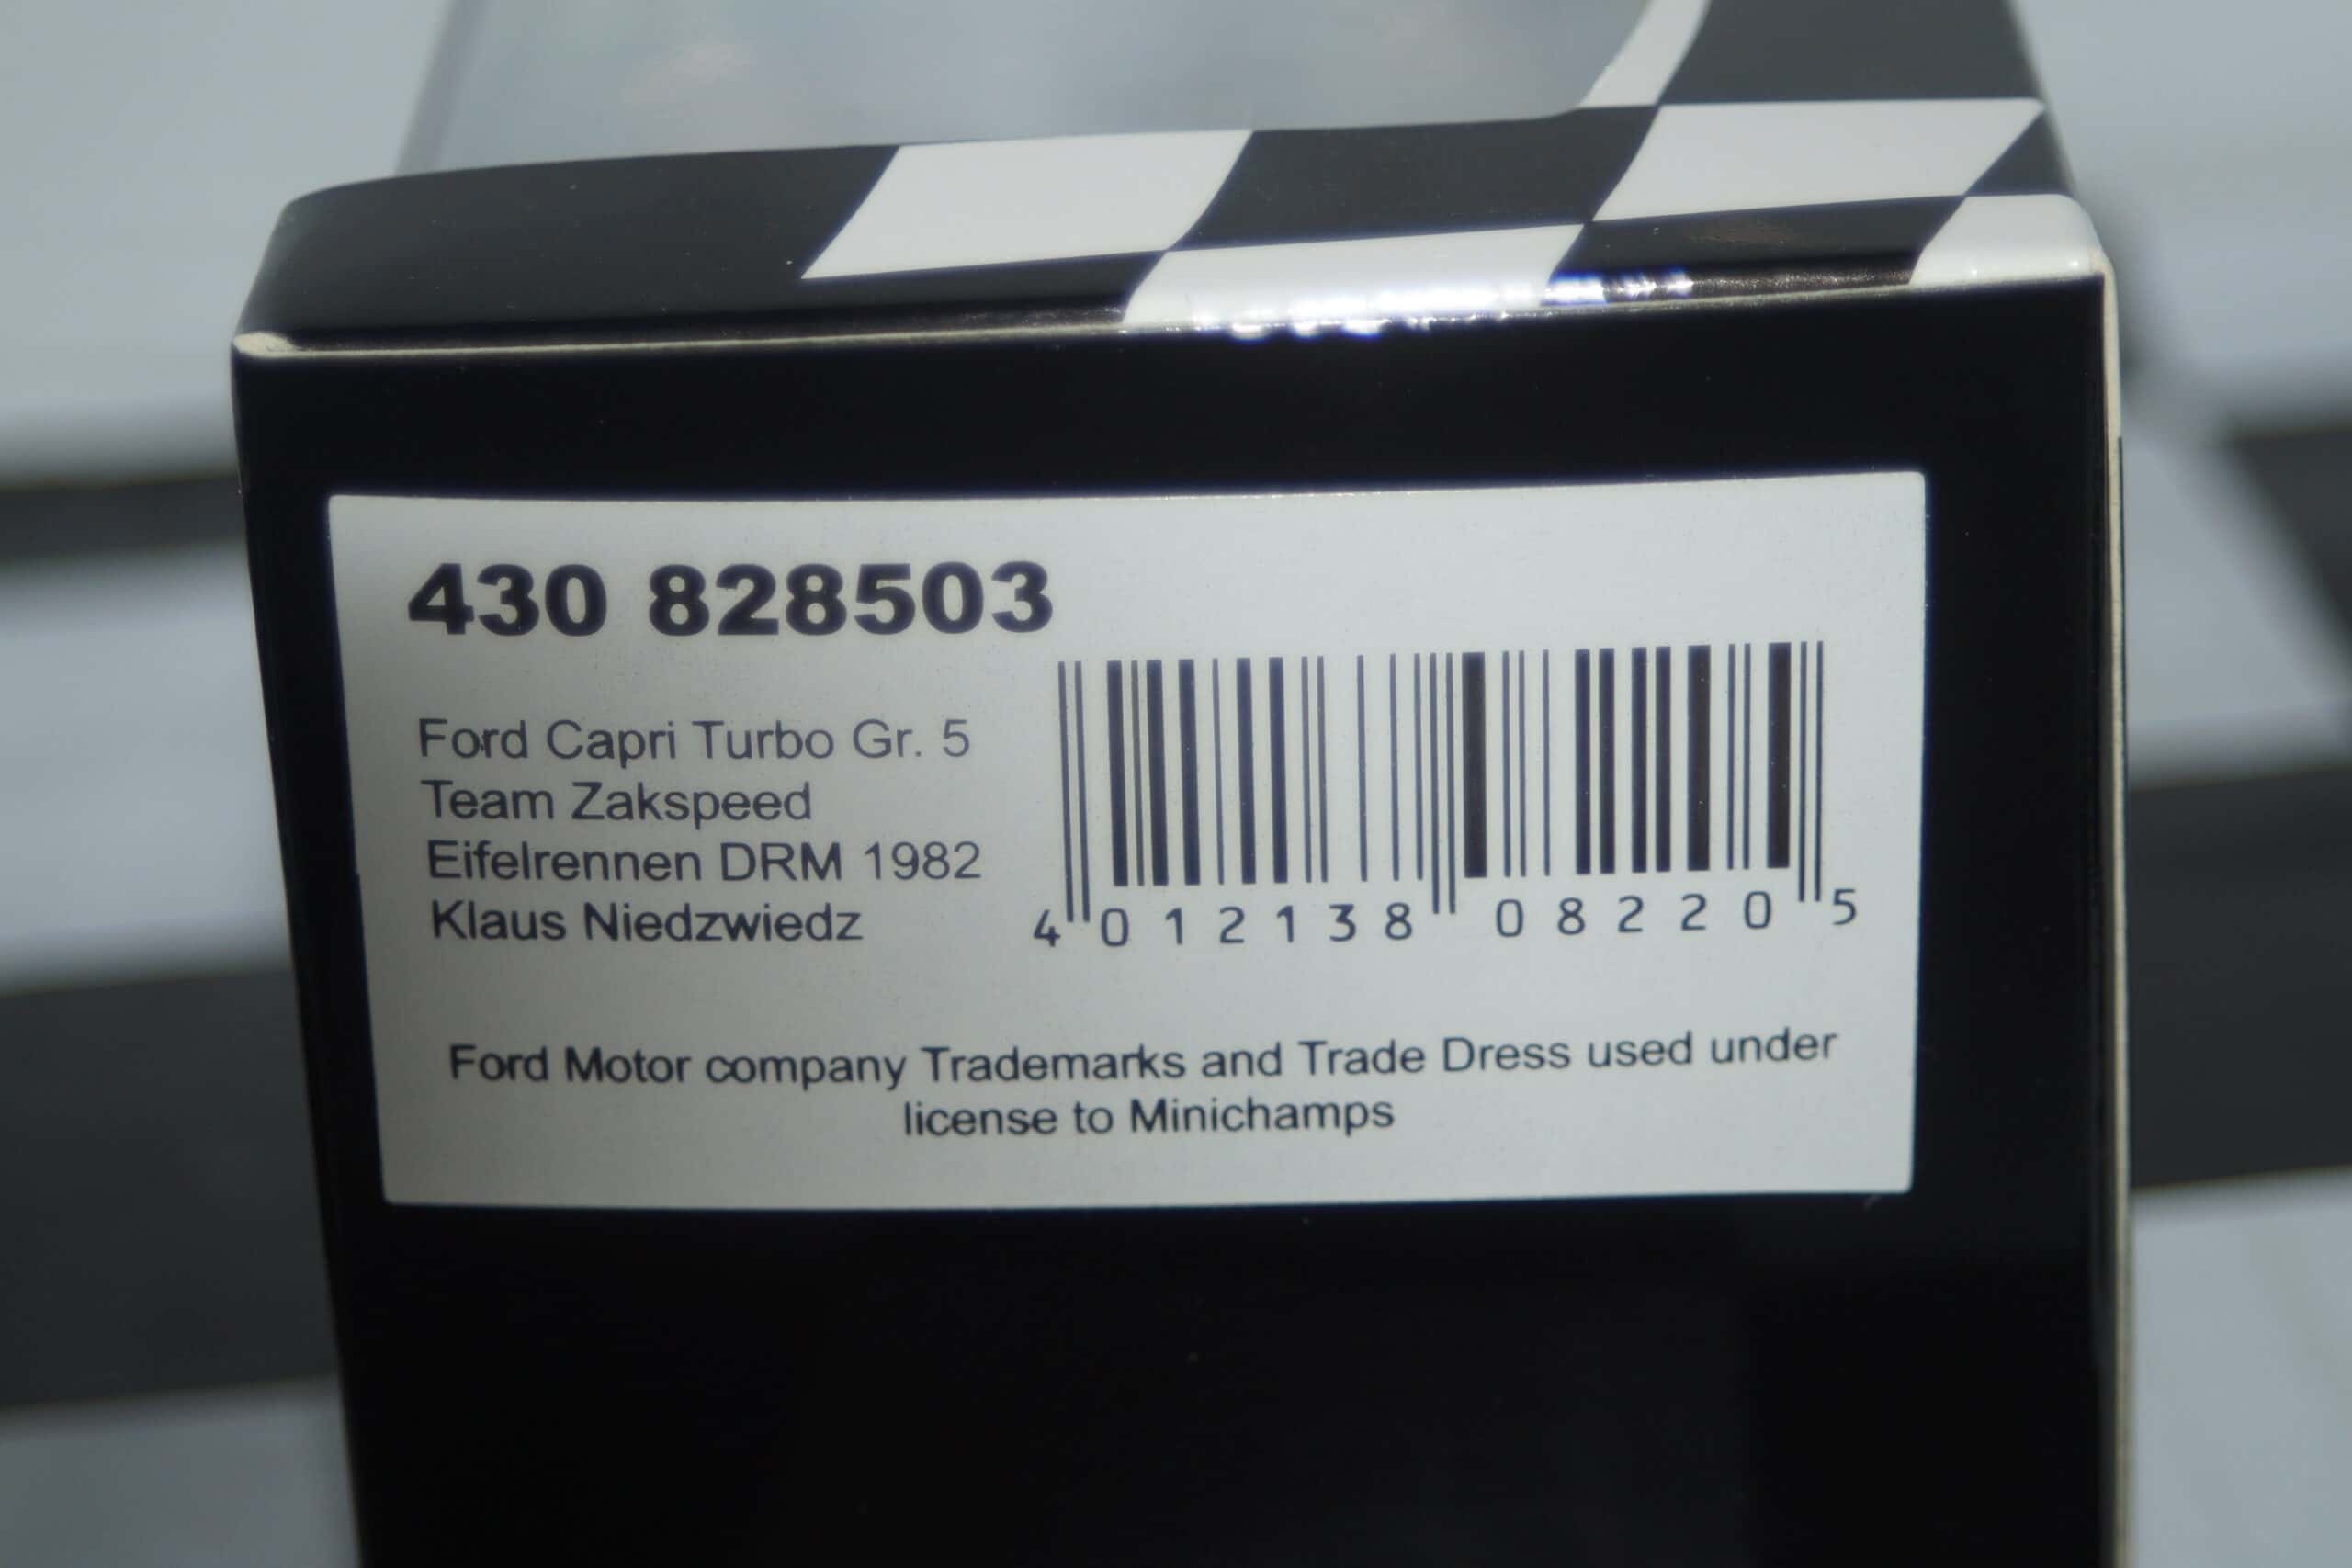 430 828503
Ford Capri Turbo Gr. 5
Team Zakspeed
Eifelrennen DRM 1982
Klaus Niedzwiedz
4 012138 082205
Ford Motor company Trademarks and Trade Dress used under
license to Minichamps